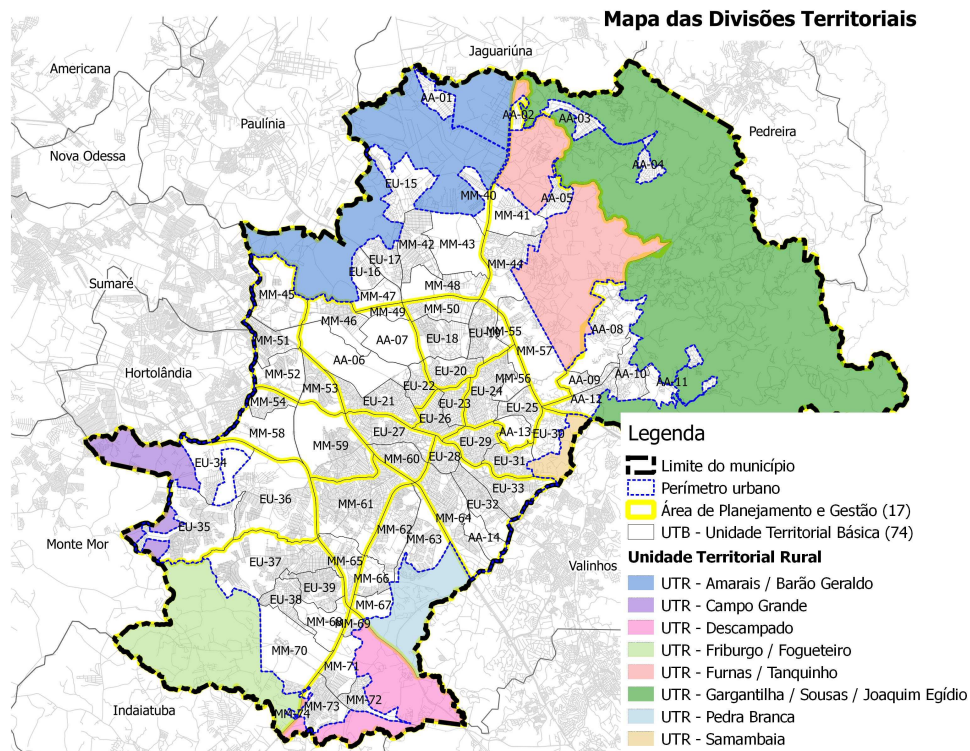 Mapa das Divisões Territoriais
Jaguariúna
Americana
Paulínia
Pedreira
Nova Odessa
Sumaré
Hortolândia
Monte Mor
Indaiatuba
Valinhos
AA-01
AA-02
AA-03
AA-04
EU-15
MM-40
AA-05
MM-41
MM-42
MM-43
EU-17
EU-16
MM-44
MM-45
MM-47
MM-48
MM-49
MM-50
MM-46
AA-07
EU-18
EU-19
MM-55
AA-08
MM-51
AA-06
MM-57
MM-52
EU-20
MM-56
MM-53
EU-22
EU-24
AA-09
AA-10
AA-11
MM-54
EU-21
EU-23
EU-25
AA-12
EU-26
MM-58
EU-27
AA-13
EU-30
MM-59
EU-29
MM-60
EU-28
EU-31
EU-34
EU-33
EU-36
MM-61
EU-32
EU-35
MM-62
MM-64
MM-63
AA-14
EU-37
MM-65
MM-66
EU-39
EU-38
MM-67
MM-68
MM-69
MM-70
MM-71
MM-72
MM-73
MM-74
Legenda
Limite do município
Perímetro urbano
Área de Planejamento e Gestão (17)
UTB - Unidade Territorial Básica (74)
Unidade Territorial Rural
UTR - Amarais / Barão Geraldo
UTR - Campo Grande
UTR - Descampado
UTR - Friburgo / Fogueteiro
UTR - Furnas / Tanquinho
UTR - Gargantilha / Sousas / Joaquim Egídio
UTR - Pedra Branca
UTR - Samambaia